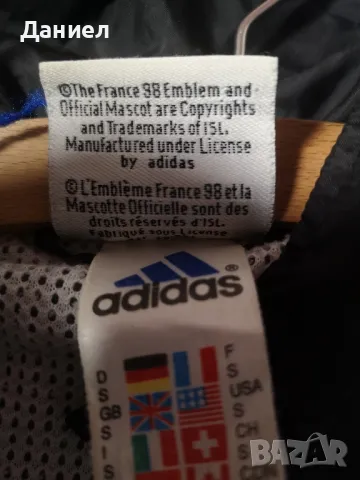 Даниел
©The France 98 Emblem and
Official Mascot are Copyrights
and Trademarks of ISL.
Manufactured under License
by adidas
©L'Emblème France 98 et la
Mascotte Officielle sont des
droits réservés d'ISL.
Fabriqué sous License
adidas®
D F
S S
GB USA
S S
I CH
S S
BAZAR
.bg